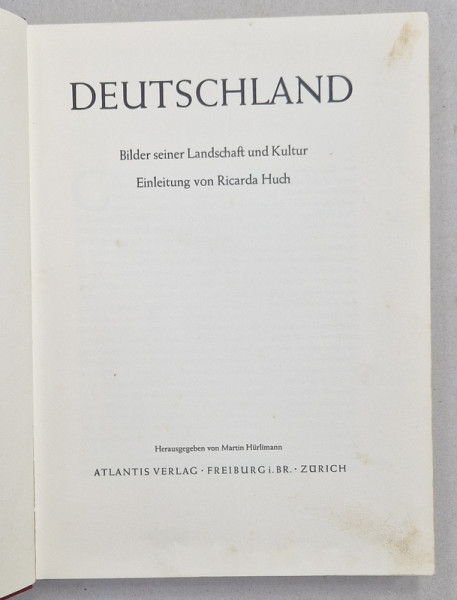 DEUTSCHLAND
Bilder seiner Landschaft und Kultur
Einleitung von Ricarda Huch
Herausgegeben von Martin Hürlimann
ATLANTIS VERLAG · FREIBURG i. BR. · ZÜRICH